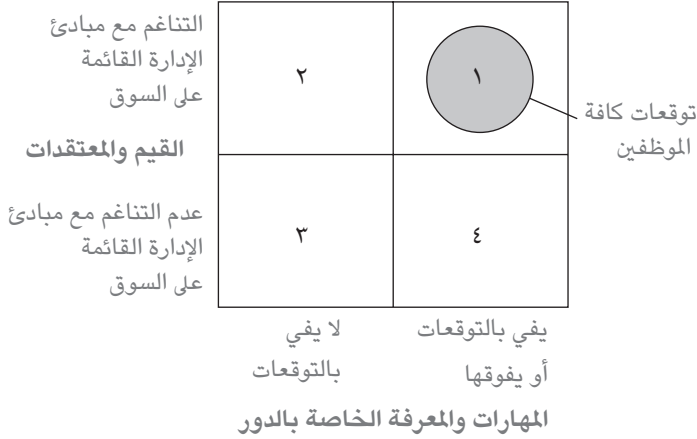 التناغم مع مبادئ
الإدارة القائمة
على السوق
١
٢
توقعات كافة
الموظفين
القيم والمعتقدات
عدم التناغم مع مبادئ
الإدارة القائمة
على السوق
٤
٣
يفي بالتوقعات
أو يفوقها
لا يفي
بالتوقعات
المهارات والمعرفة الخاصة بالدور